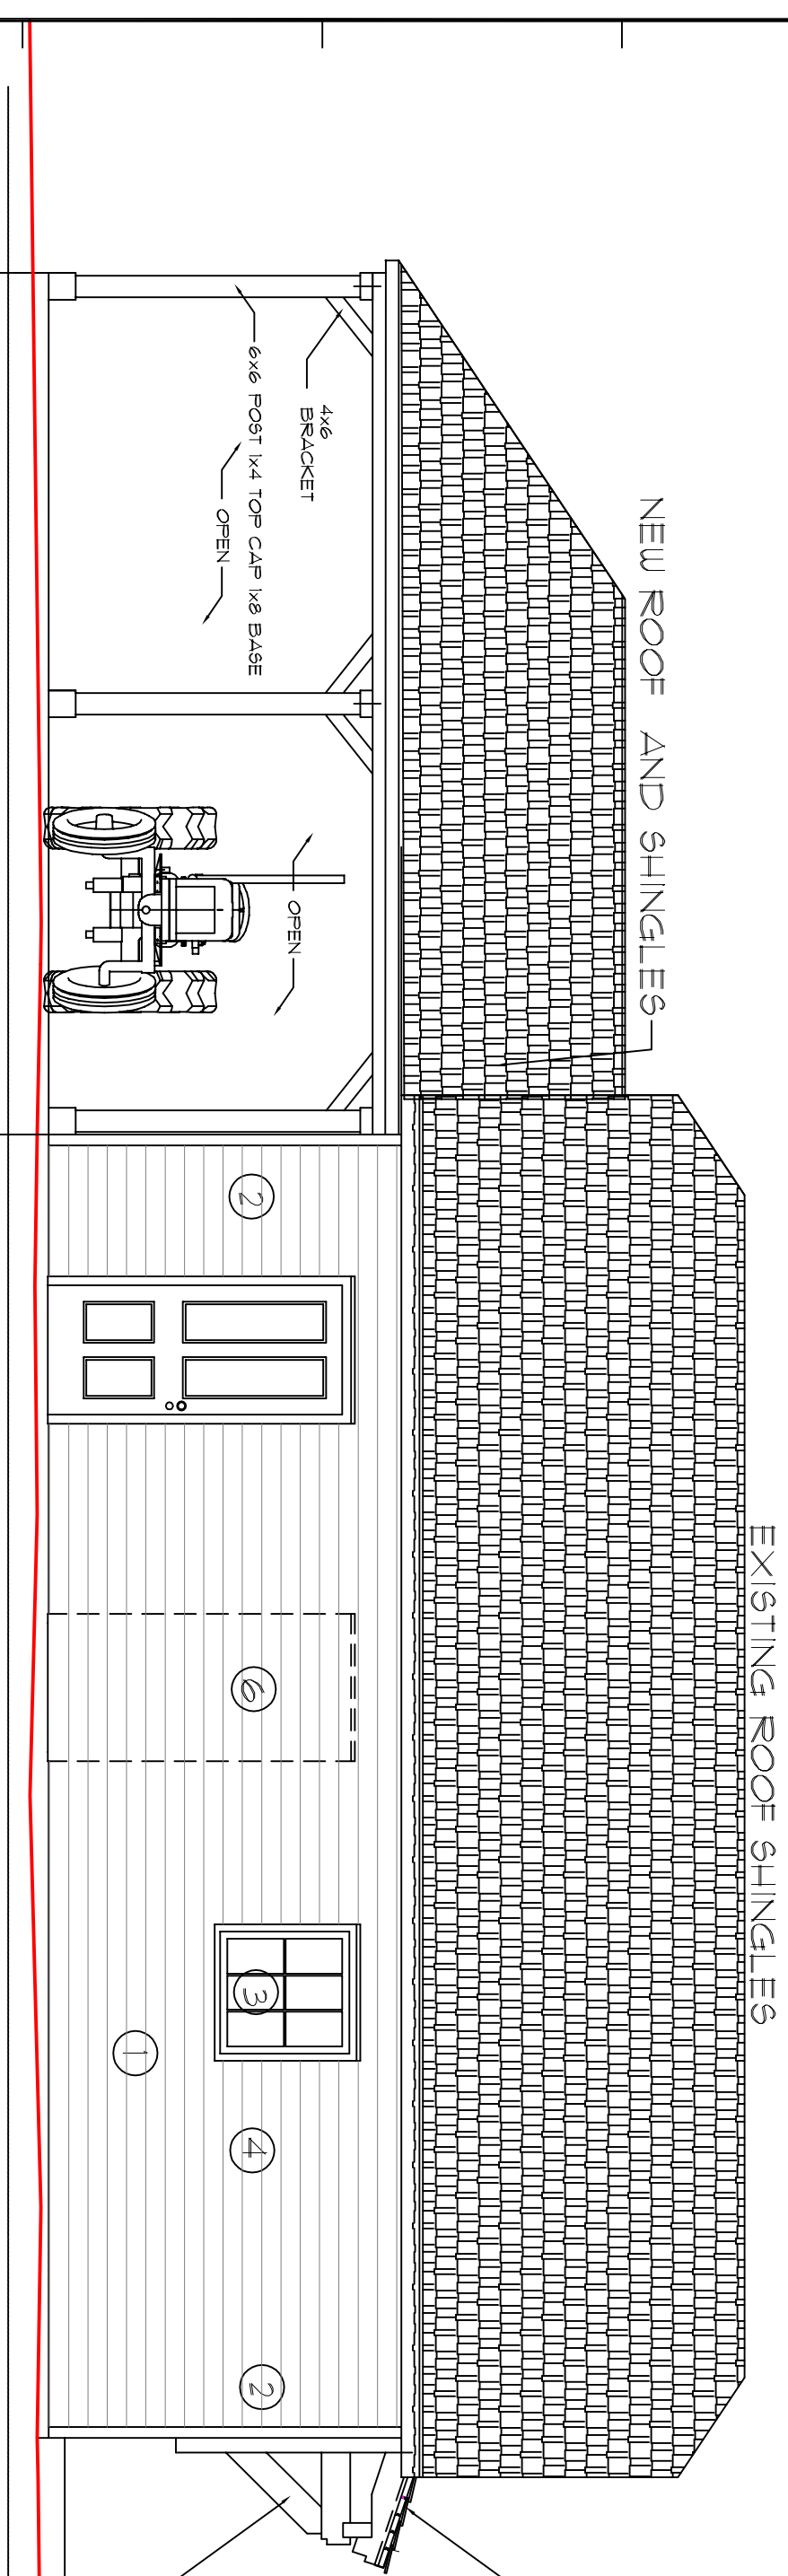 EXISTING ROOF SHINGLES
NEW ROOF AND SHINGLES
4x6
BRACKET
6x6 POST 1x4 TOP CAP 1x8 BASE
OPEN
OPEN
2
6
3
4
2
1